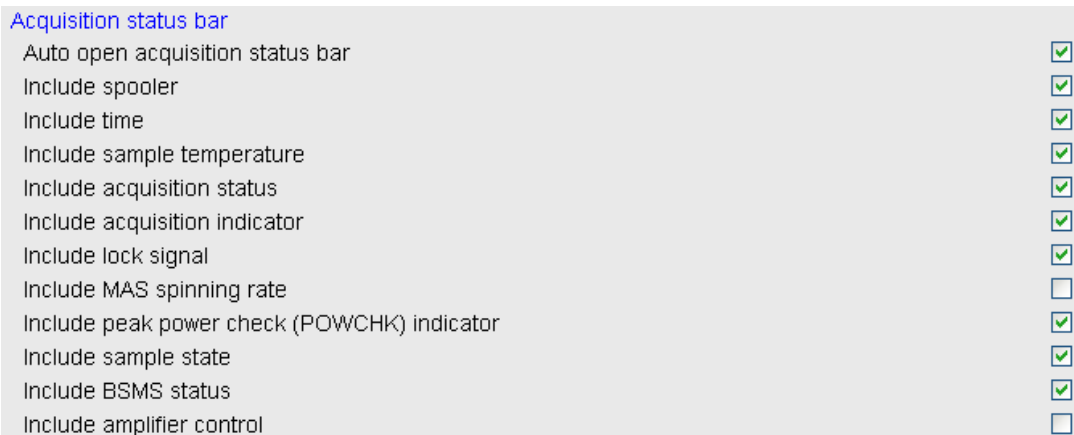 Acquisition status bar
Auto open acquisition status bar
Include spooler
Include time
Include sample temperature
Include acquisition status
Include acquisition indicator
Include lock signal
Include MAS spinning rate
Include peak power check (POWCHK) indicator
Include sample state
Include BSMS status
Include amplifier control